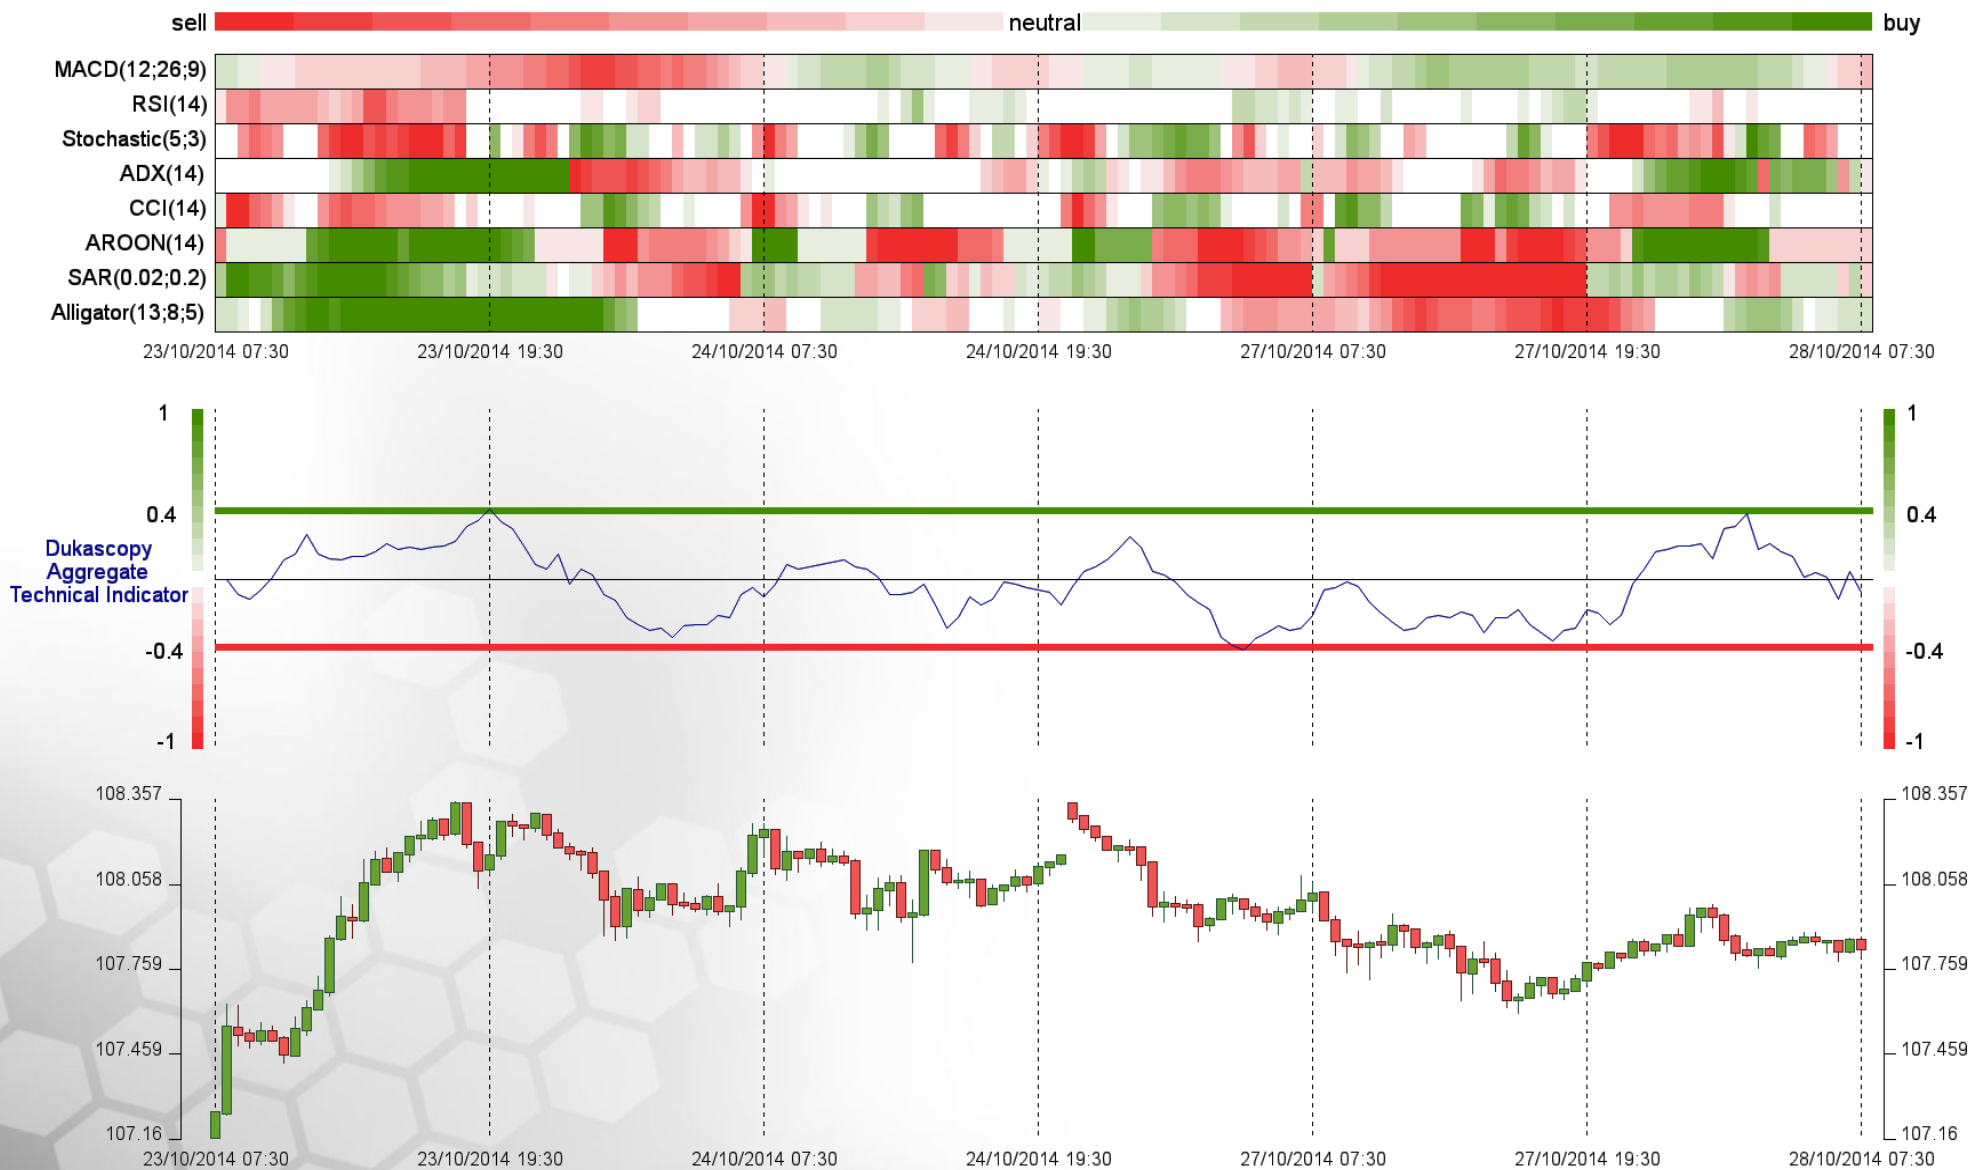 sell neutral buy
MACD(12;26;9)
RSI(14)
Stochastic(5;3)
ADX(14)
CCI(14)
AROON(14)
SAR(0.02;0.2)
Alligator(13;8;5)
23/10/2014 07:30 23/10/2014 19:30 24/10/2014 07:30 24/10/2014 19:30 27/10/2014 07:30 27/10/2014 19:30 28/10/2014 07:30
1 1
0.4 0.4
Dukascopy
Aggregate
Technical Indicator
-0.4 -0.4
-1 -1
108.357 108.357
108.058 108.058
107.759 107.759
107.459 107.459
107.16 107.16
23/10/2014 07:30 23/10/2014 19:30 24/10/2014 07:30 24/10/2014 19:30 27/10/2014 07:30 27/10/2014 19:30 28/10/2014 07:30